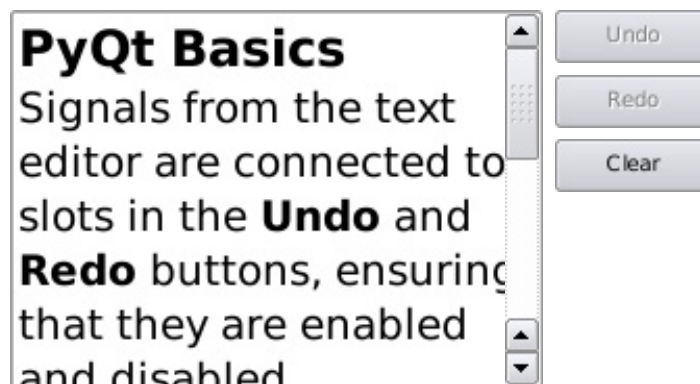 PyQt Basics
Signals from the text
editor are connected to
slots in the Undo and
Redo buttons, ensuring
that they are enabled
and disabled
Undo
Redo
Clear